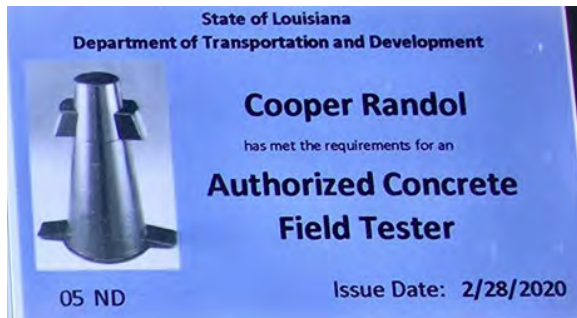 State of Louisiana
Department of Transportation and Development
Cooper Randol
has met the requirements for an
Authorized Concrete
Field Tester
05 ND
Issue Date: 2/28/2020